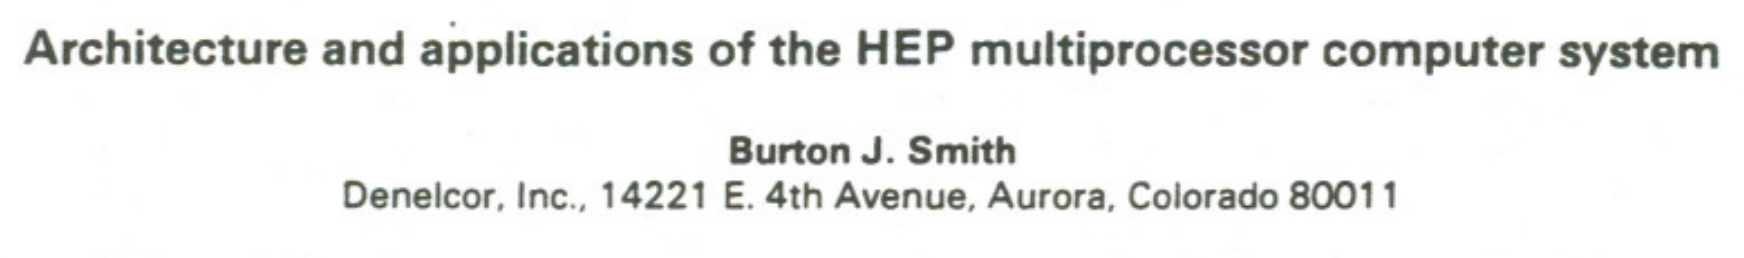 Architecture and applications of the HEP multiprocessor computer system
Burton J. Smith
Denelcor, Inc., 14221 E. 4th Avenue, Aurora, Colorado 80011